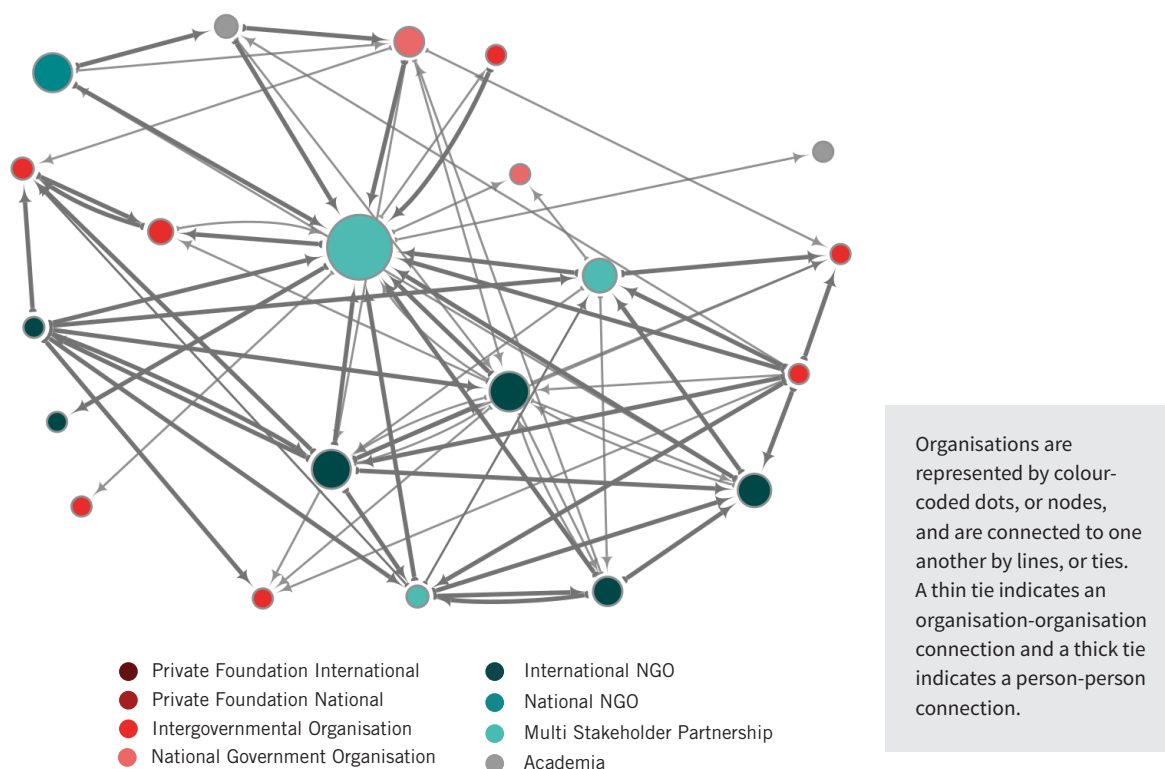 Organisations are
represented by colour-
coded dots, or nodes,
and are connected to one
another by lines, or ties.
A thin tie indicates an
organisation-organisation
connection and a thick tie
indicates a person-person
connection.
Private Foundation International
Private Foundation National
Intergovernmental Organisation
National Government Organisation
International NGO
National NGO
Multi Stakeholder Partnership
Academia